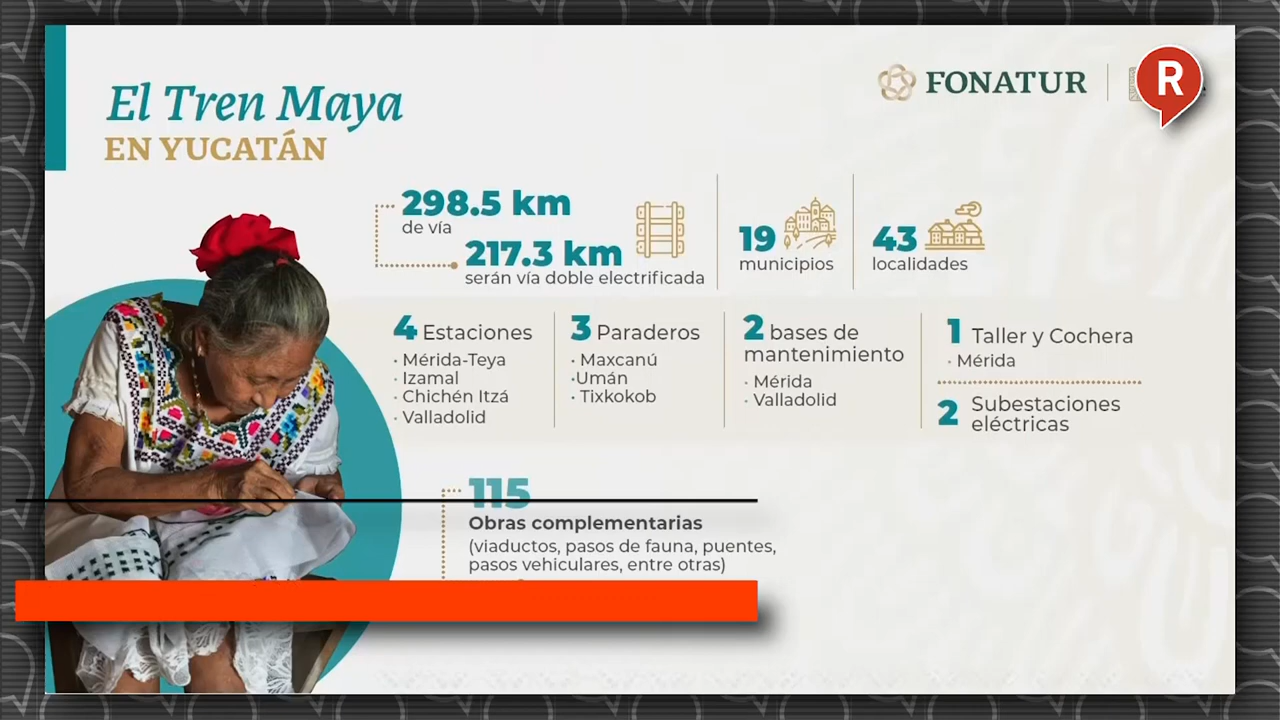 El Tren Maya
EN YUCATÁN
FONATUR
R
298.5 km
de vía
217.3 km
serán vía doble electrificada
19
municipios
43
localidades
4 Estaciones
· Mérida-Teya
· Izamal
· Chichén Itzá
· Valladolid
3 Paraderos
· Maxcanú
·Umán
· Tixkokob
2 bases de
mantenimiento
· Mérida
· Valladolid
1 Taller y Cochera
· Mérida
2 Subestaciones
eléctricas
115
Obras complementarias
(viaductos, pasos de fauna, puentes,
pasos vehiculares, entre otras)